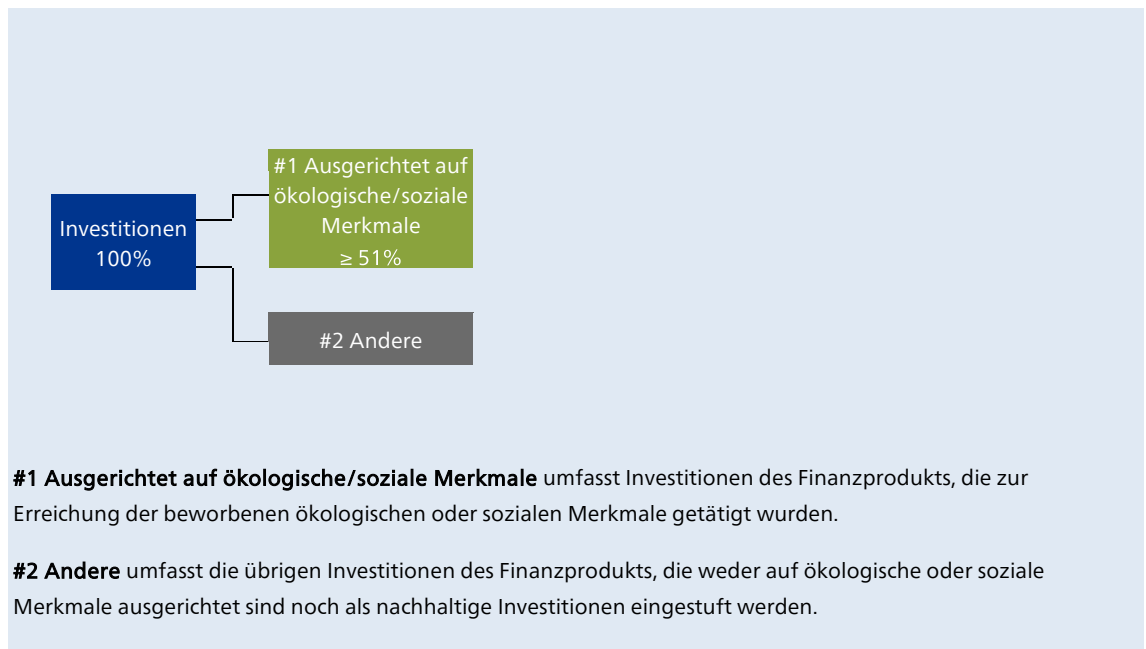 #1 Ausgerichtet auf
ökologische/soziale
Merkmale
≥ 51%
Investitionen
100%
#2 Andere
#1 Ausgerichtet auf ökologische/soziale Merkmale umfasst Investitionen des Finanzprodukts, die zur
Erreichung der beworbenen ökologischen oder sozialen Merkmale getätigt wurden.
#2 Andere umfasst die übrigen Investitionen des Finanzprodukts, die weder auf ökologische oder soziale
Merkmale ausgerichtet sind noch als nachhaltige Investitionen eingestuft werden.